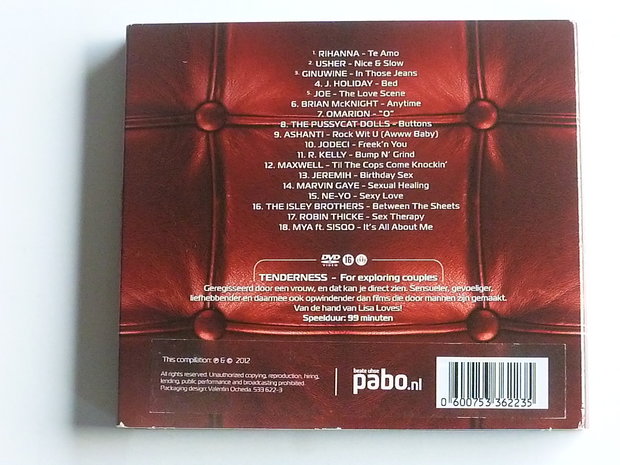 1. RIHANNA - Te Amo
2. USHER - Nice & Slow
3. GINUWINE - In Those Jeans
4. J. HOLIDAY - Bed
5. JOE - The Love Scene
6. BRIAN McKNIGHT - Anytime
7. OMARION - "O"
8. THE PUSSYCAT DOLLS - Buttons
9. ASHANTI - Rock Wit U (Awww Baby)
10. JODECI - Freek'n You
11. R. KELLY - Bump N' Grind
12. MAXWELL - Til The Cops Come Knockin'
13. JEREMIH - Birthday Sex
14. MARVIN GAYE - Sexual Healing
15. NE-YO - Sexy Love
16. THE ISLEY BROTHERS - Between The Sheets
17. ROBIN THICKE - Sex Therapy
18. MYA ft. SISQO - It's All About Me
DVD VIDEO 16
TENDERNESS - For exploring couples
Geregisseerd door een vrouw, en dat kan je direct zien. Sensueler, gevoeliger,
liefhebbender en daarmee ook opwindender dan films die door mannen zijn gemaakt.
Van de hand van Lisa Loves!
Speelduur: 99 minuten
This compilation: ℗ & © 2012
All rights reserved. Unauthorized copying, reproduction, hiring,
lending, public performance and broadcasting prohibited.
Packaging design: Valentin Ocheda. 533 622-3
beate uhse
pabo.nl
0 600753 362235